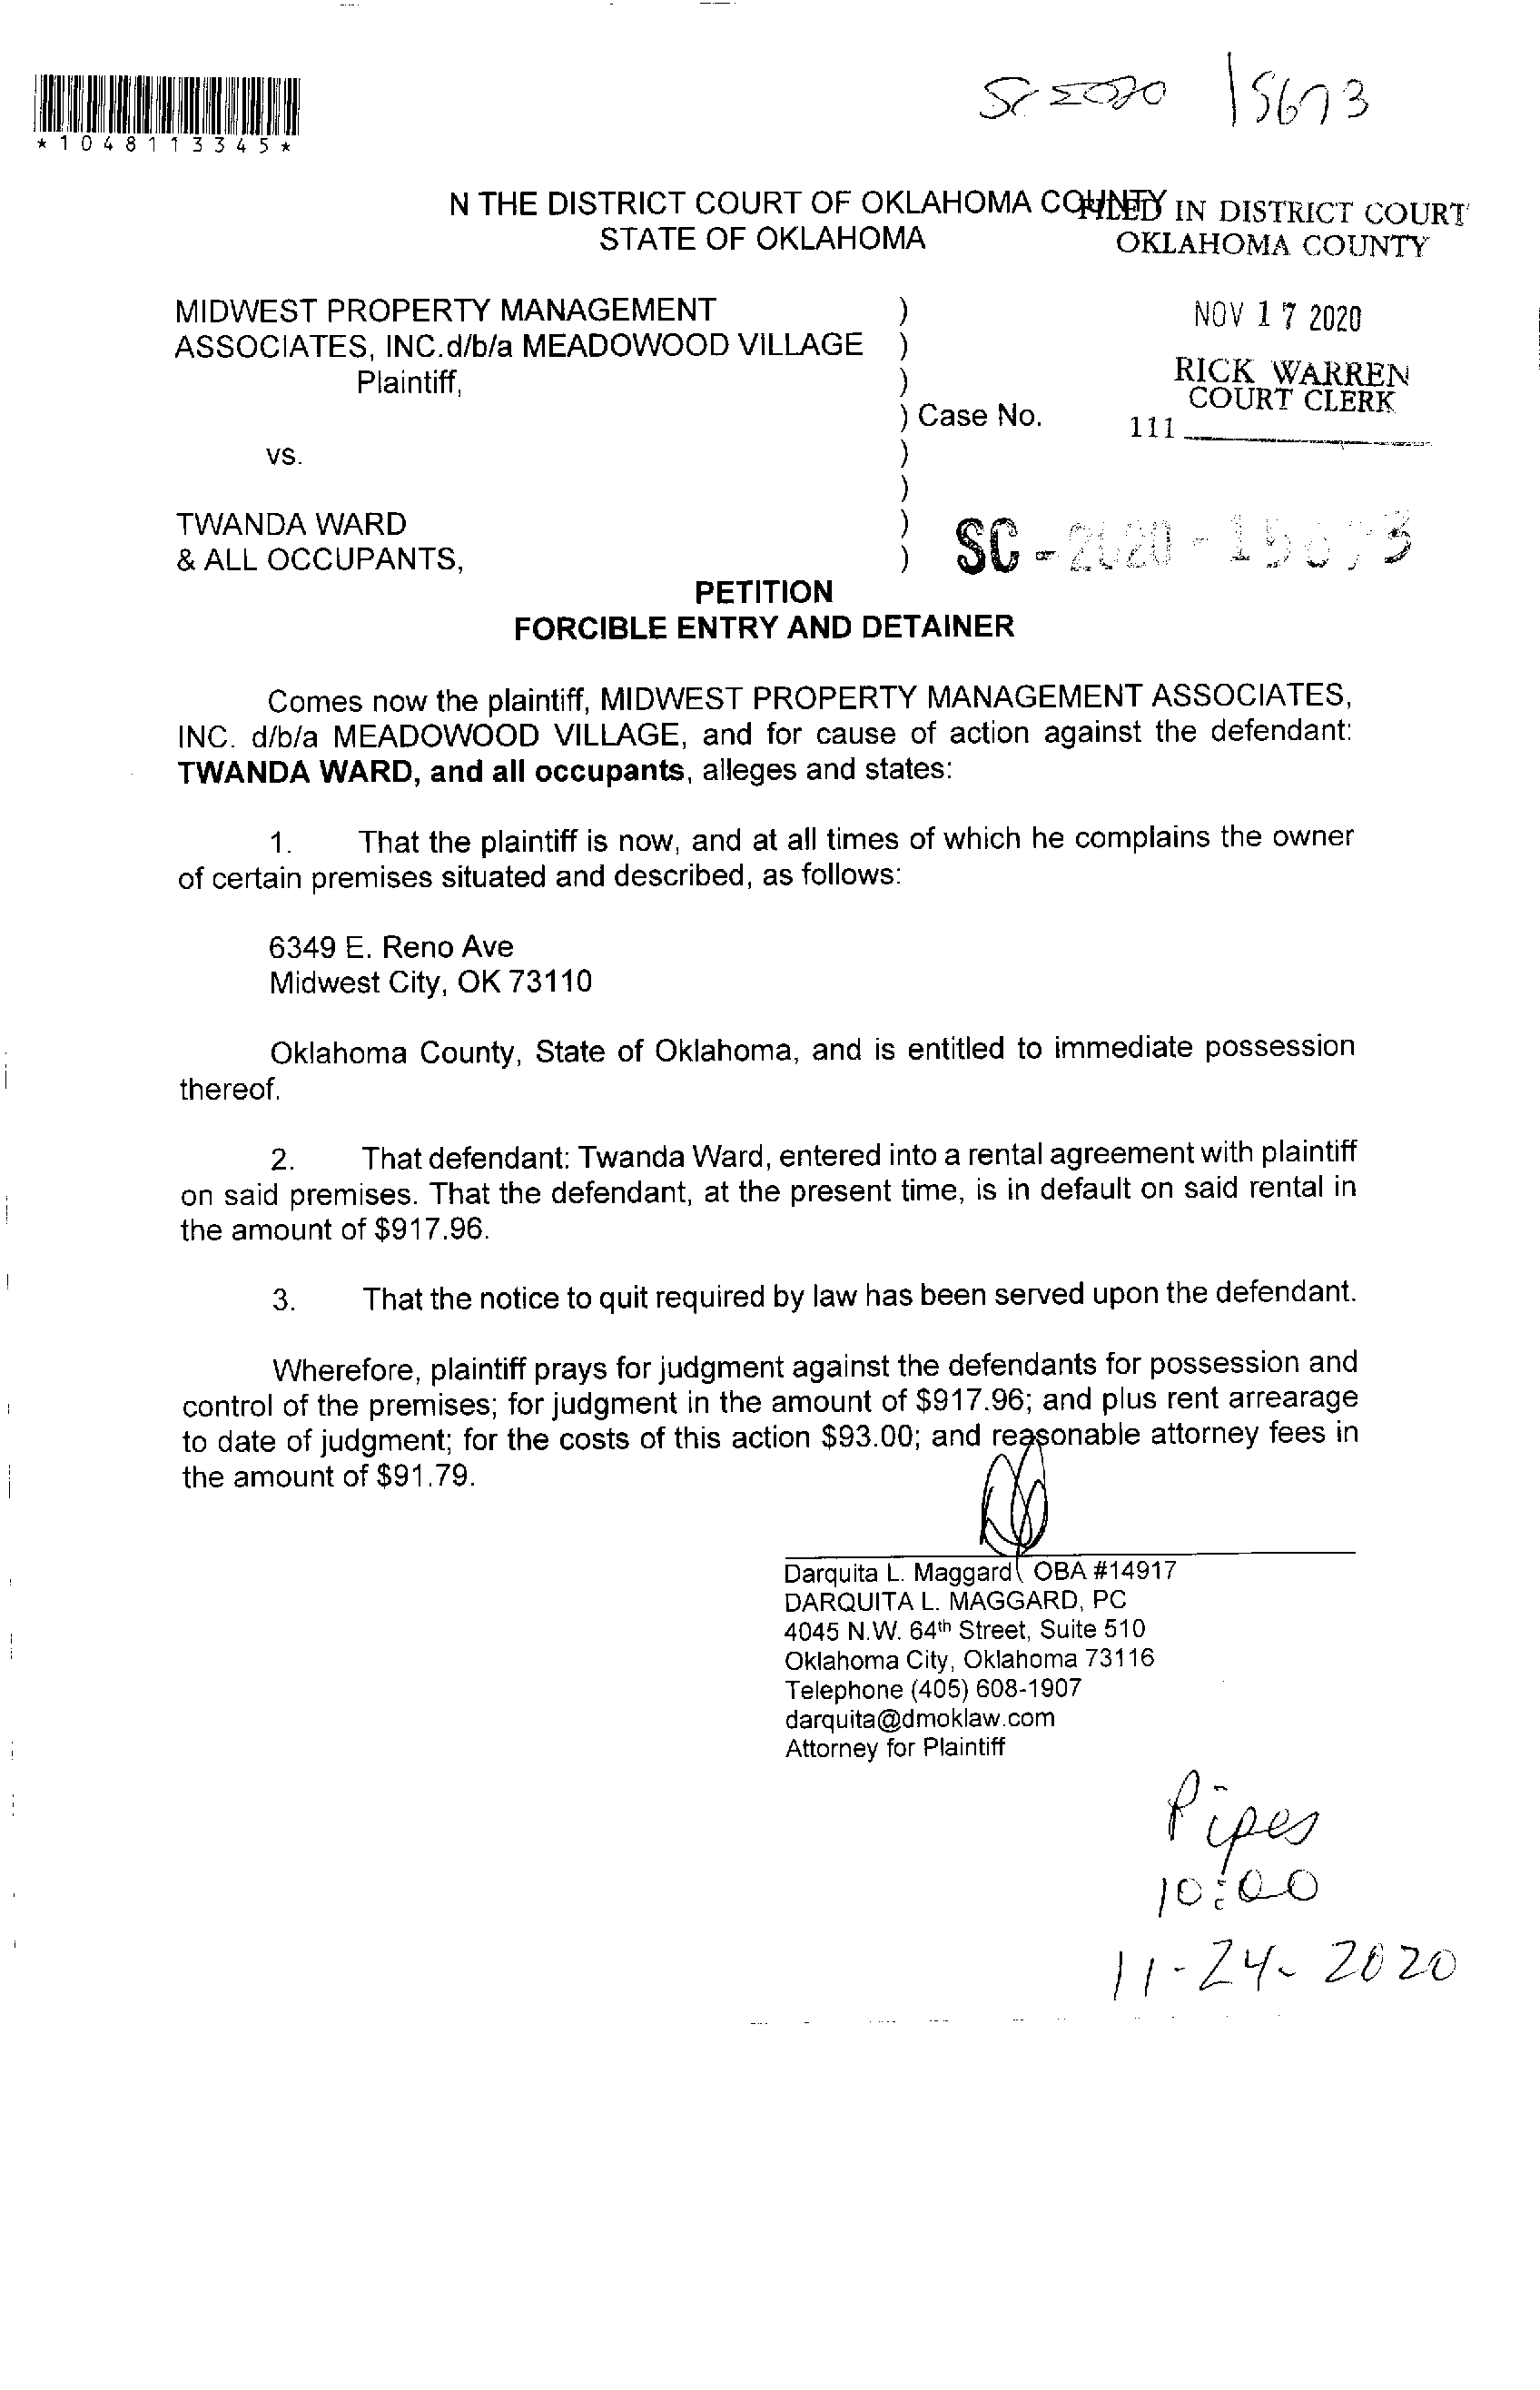 SC 2020 15673
*1048113345*
N THE DISTRICT COURT OF OKLAHOMA COUNTY
STATE OF OKLAHOMA
FILED IN DISTRICT COURT
OKLAHOMA COUNTY
NOV 17 2020
RICK WARREN
COURT CLERK
111
MIDWEST PROPERTY MANAGEMENT )
ASSOCIATES, INC.d/b/a MEADOWOOD VILLAGE )
Plaintiff, )
) Case No.
vs. )
)
TWANDA WARD )
& ALL OCCUPANTS, )
SC - 2020 - 15673
PETITION
FORCIBLE ENTRY AND DETAINER
Comes now the plaintiff, MIDWEST PROPERTY MANAGEMENT ASSOCIATES,
INC. d/b/a MEADOWOOD VILLAGE, and for cause of action against the defendant:
TWANDA WARD, and all occupants, alleges and states:
1. That the plaintiff is now, and at all times of which he complains the owner
of certain premises situated and described, as follows:
6349 E. Reno Ave
Midwest City, OK 73110
Oklahoma County, State of Oklahoma, and is entitled to immediate possession
thereof.
2. That defendant: Twanda Ward, entered into a rental agreement with plaintiff
on said premises. That the defendant, at the present time, is in default on said rental in
the amount of $917.96.
3. That the notice to quit required by law has been served upon the defendant.
Wherefore, plaintiff prays for judgment against the defendants for possession and
control of the premises; for judgment in the amount of $917.96; and plus rent arrearage
to date of judgment; for the costs of this action $93.00; and reasonable attorney fees in
the amount of $91.79.
Darquita L. Maggard OBA #14917
DARQUITA L. MAGGARD, PC
4045 N.W. 64th Street, Suite 510
Oklahoma City, Oklahoma 73116
Telephone (405) 608-1907
darquita@dmoklaw.com
Attorney for Plaintiff
Pipes
10:00
11-24-2020